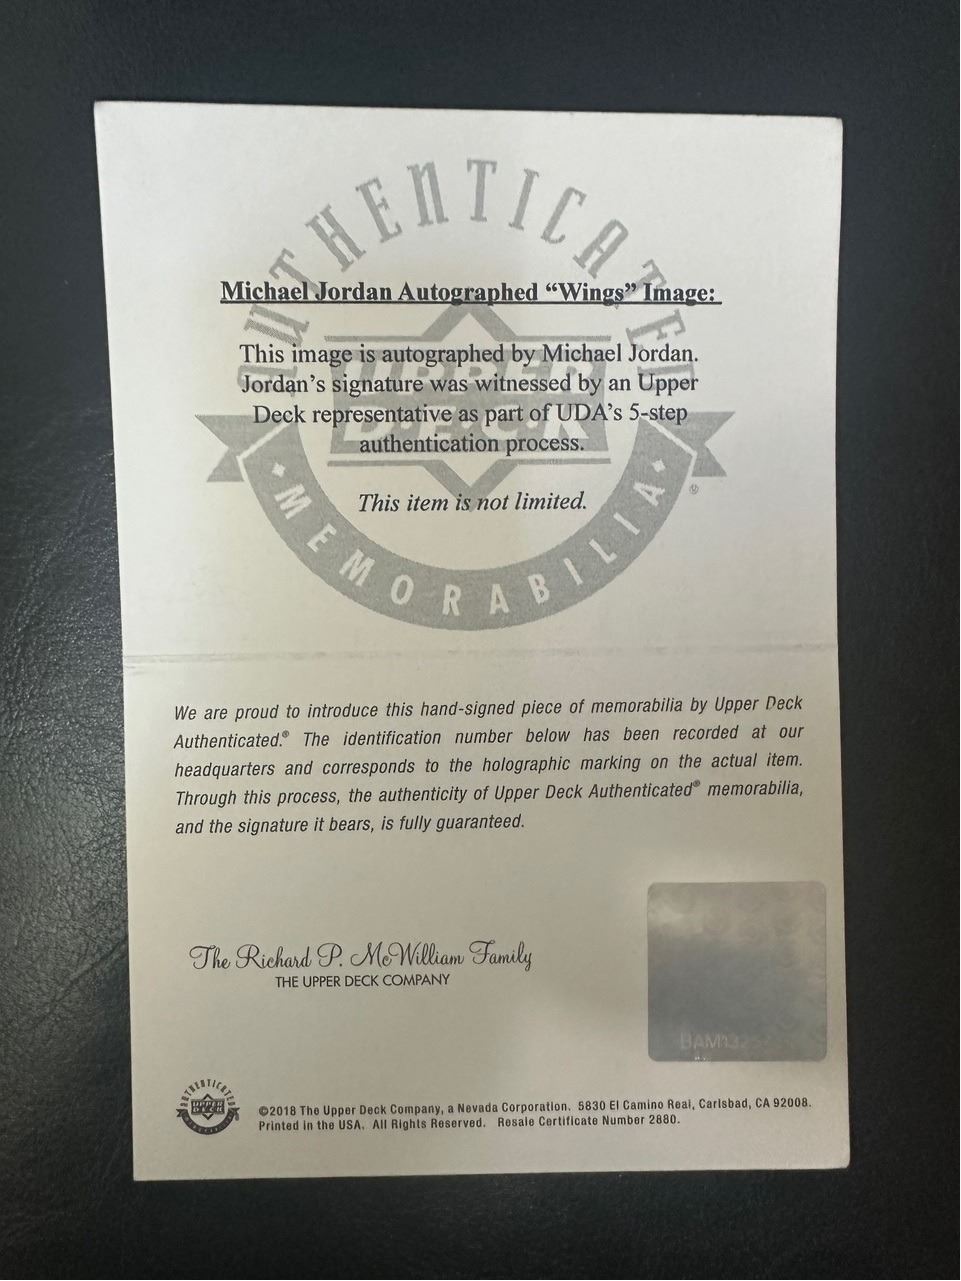 AUTHENTICATED
Michael Jordan Autographed “Wings” Image:
This image is autographed by Michael Jordan.
Jordan’s signature was witnessed by an Upper
Deck representative as part of UDA’s 5-step
authentication process.
UPPER
DECK
This item is not limited.
®
MEMORABILIA
We are proud to introduce this hand-signed piece of memorabilia by Upper Deck
Authenticated.® The identification number below has been recorded at our
headquarters and corresponds to the holographic marking on the actual item.
Through this process, the authenticity of Upper Deck Authenticated® memorabilia,
and the signature it bears, is fully guaranteed.
The Richard P. McWilliam Family
THE UPPER DECK COMPANY
AUTHENTICATED
UPPER
DECK
©2018 The Upper Deck Company, a Nevada Corporation. 5830 El Camino Real, Carlsbad, CA 92008.
Printed in the USA. All Rights Reserved. Resale Certificate Number 2880.